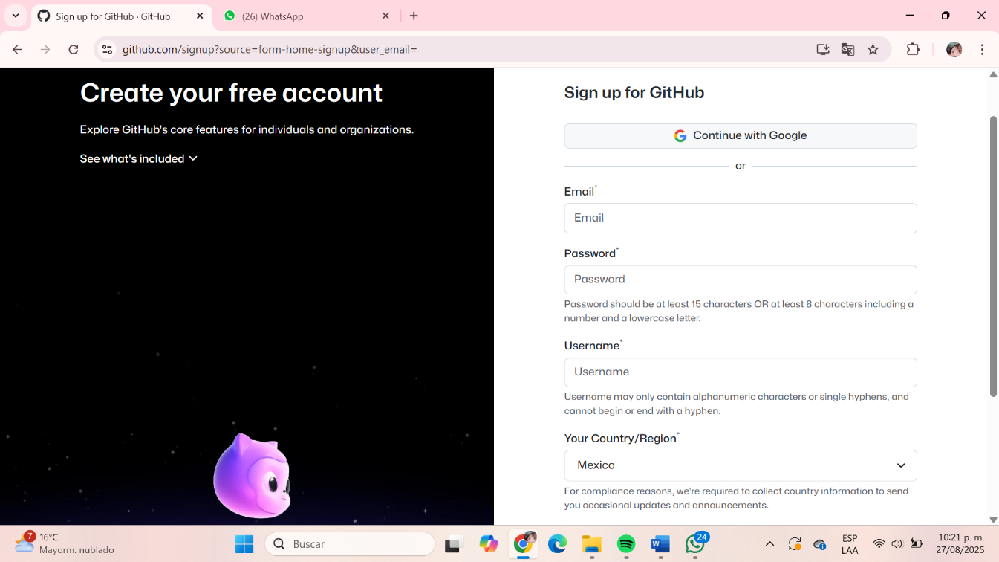 Sign up for GitHub · GitHub
(26) WhatsApp
github.com/signup?source=form-home-signup&user_email=
Create your free account
Explore GitHub's core features for individuals and organizations.
See what's included
Sign up for GitHub
Continue with Google
or
Email*
Email
Password*
Password
Password should be at least 15 characters OR at least 8 characters including a
number and a lowercase letter.
Username*
Username
Username may only contain alphanumeric characters or single hyphens, and
cannot begin or end with a hyphen.
Your Country/Region*
Mexico
For compliance reasons, we're required to collect country information to send
you occasional updates and announcements.
7
16°C
Mayorm. nublado
Buscar
24
ESP
LAA
10:21 p. m.
27/08/2025